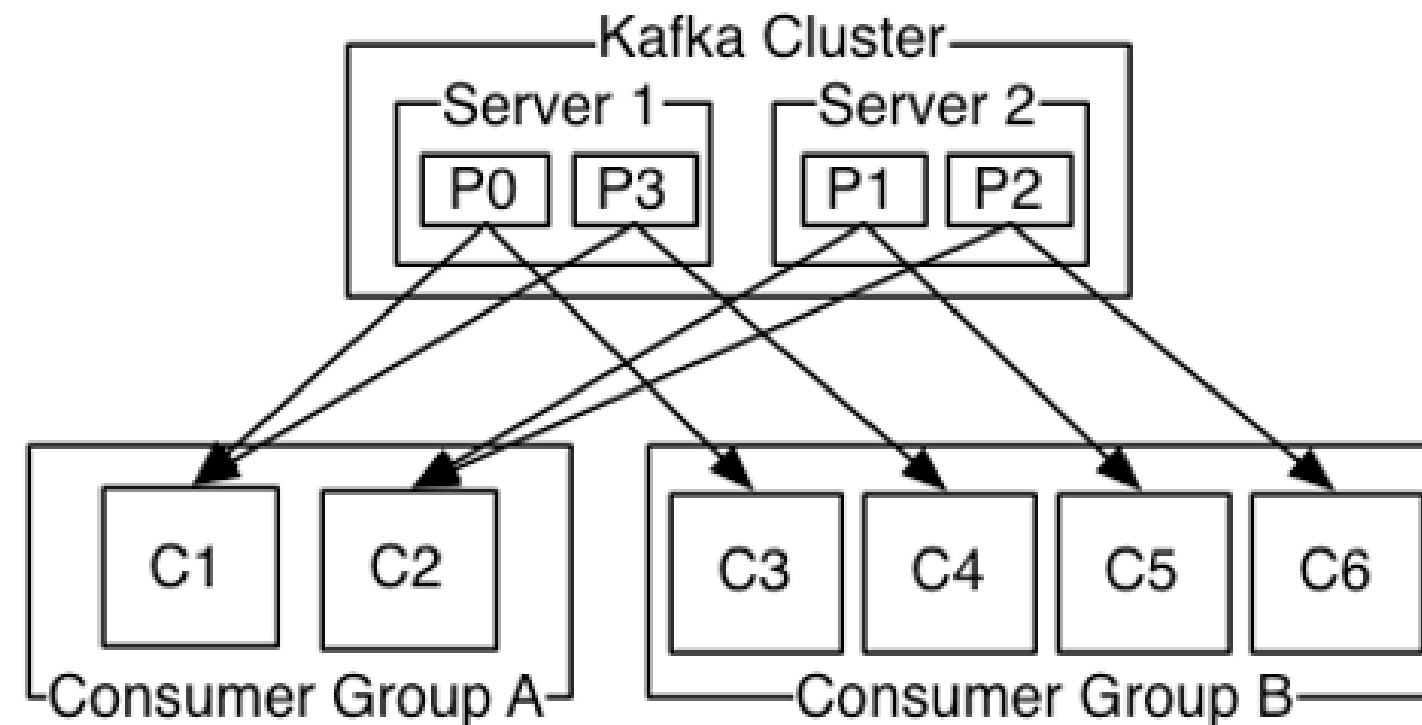 Kafka Cluster
Server 1 Server 2
P0 P3 P1 P2
C1 C2 C3 C4 C5 C6
Consumer Group A Consumer Group B